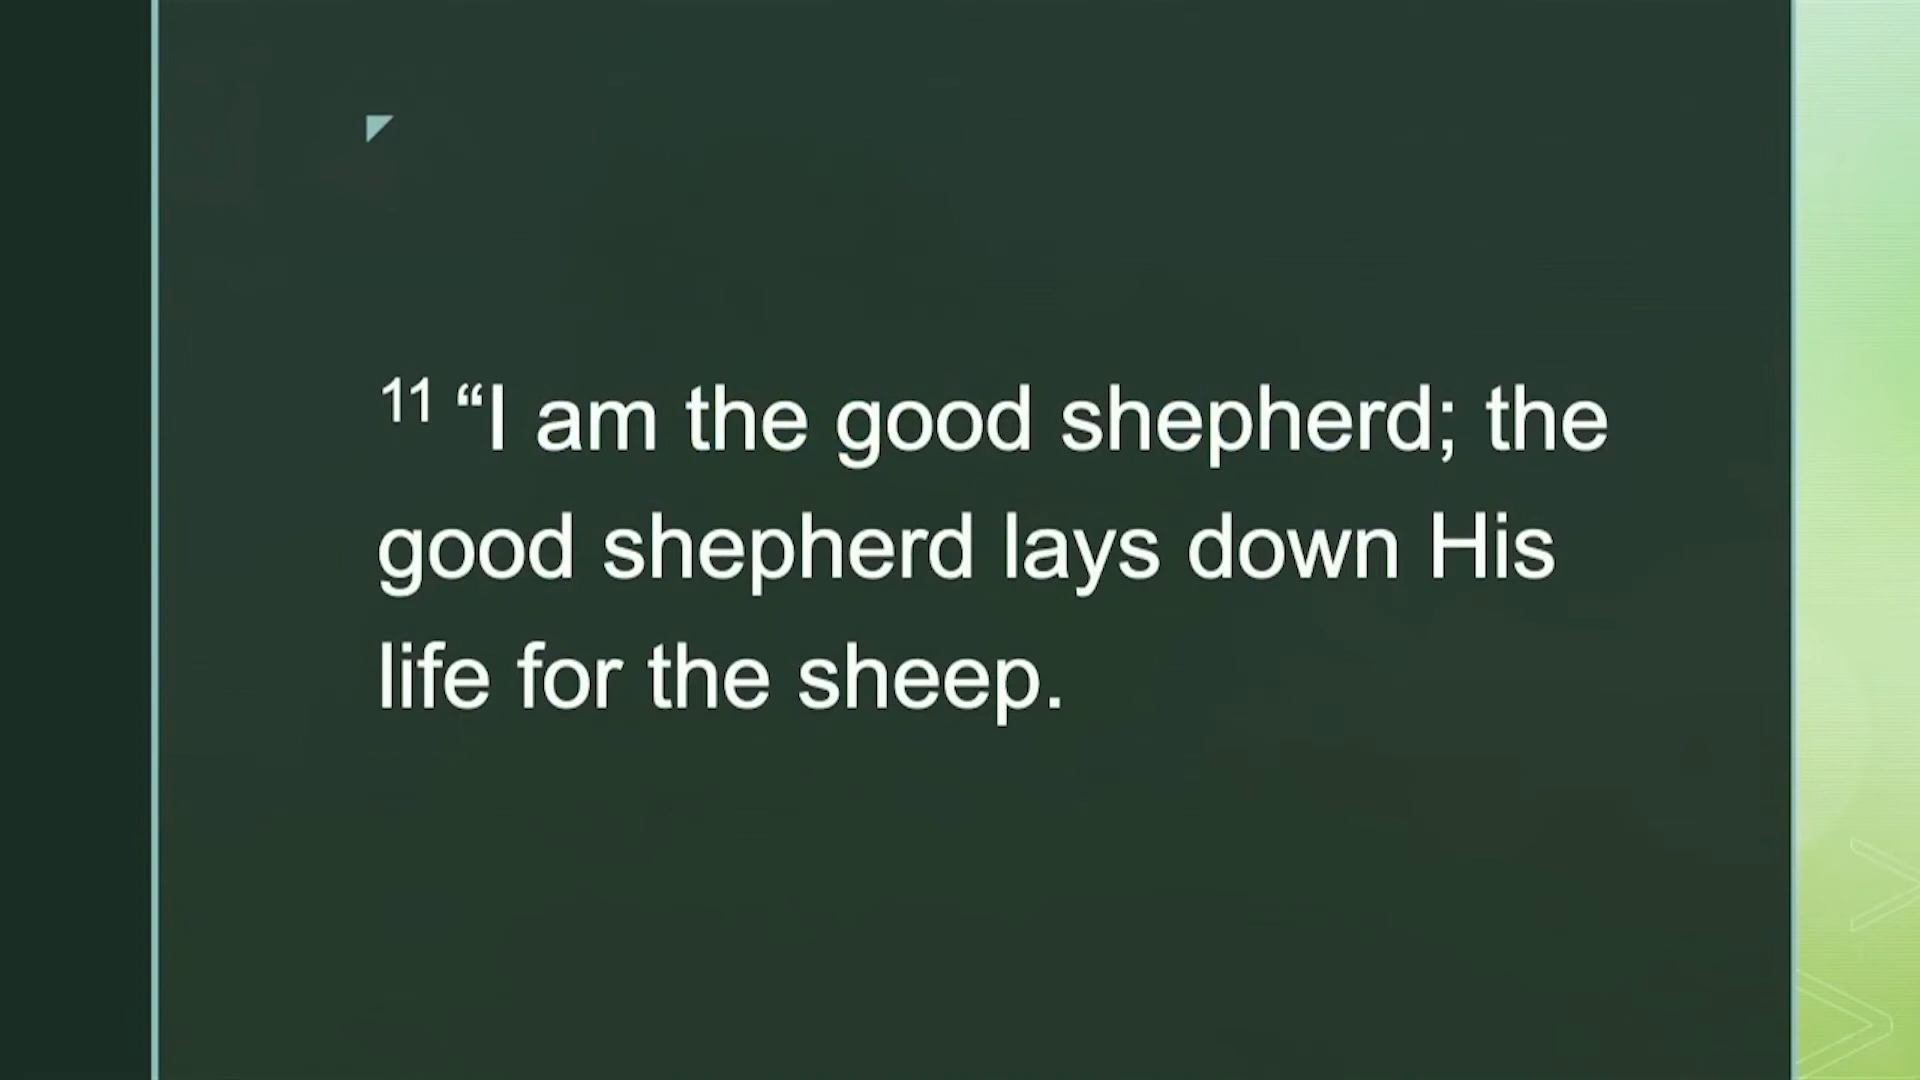 11 “I am the good shepherd; the
good shepherd lays down His
life for the sheep.